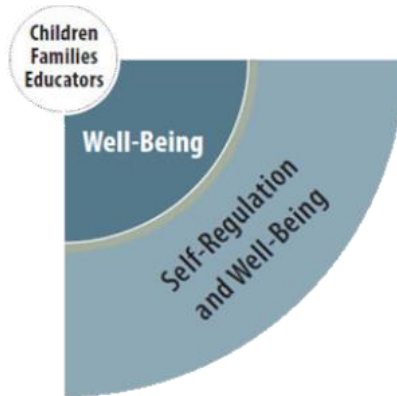 Children
Families
Educators
Well-Being
Self-Regulation
and Well-Being